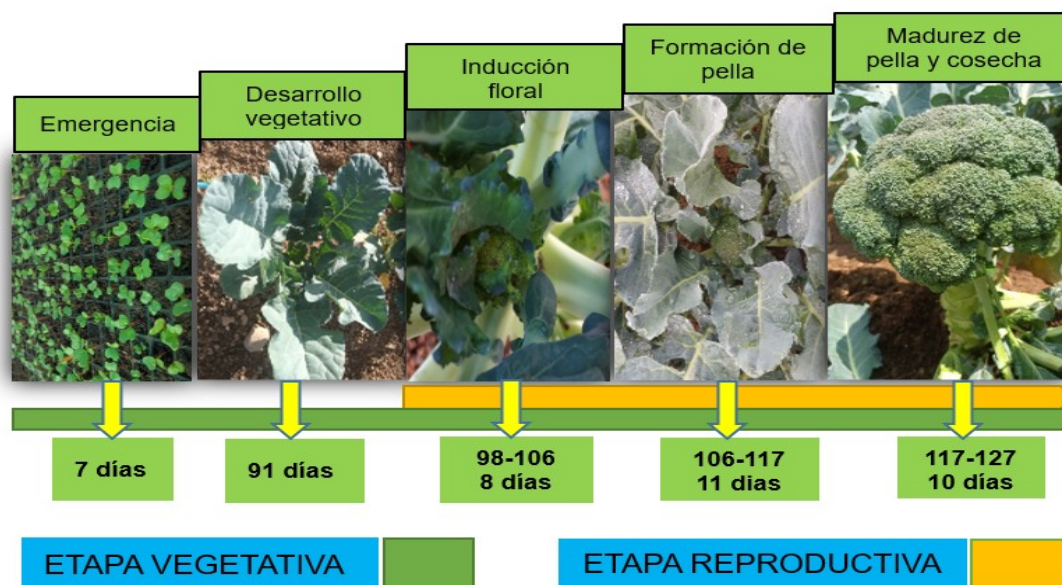 Emergencia
Desarrollo
vegetativo
Inducción
floral
Formación de
pella
Madurez de
pella y cosecha
7 días
91 días
98-106
8 días
106-117
11 dias
117-127
10 días
ETAPA VEGETATIVA
ETAPA REPRODUCTIVA